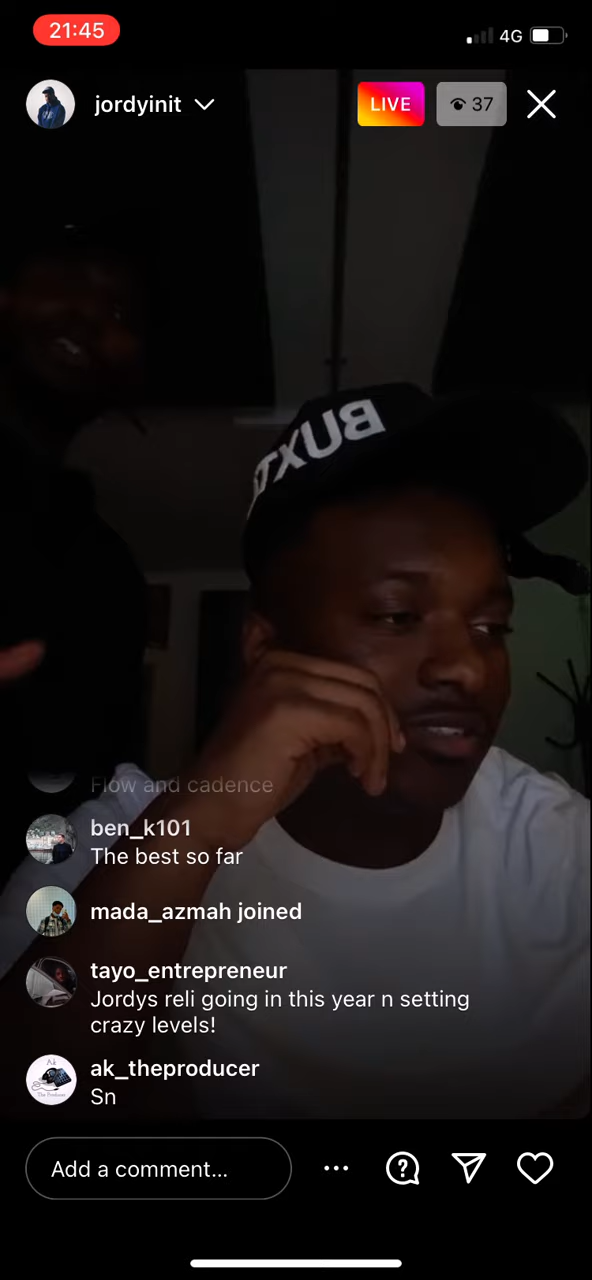 21:45
4G
jordyinit
LIVE
37
BUXT
Flow and cadence
ben_k101
The best so far
mada_azmah joined
tayo_entrepreneur
Jordys reli going in this year n setting
crazy levels!
ak_theproducer
Sn
Add a comment...